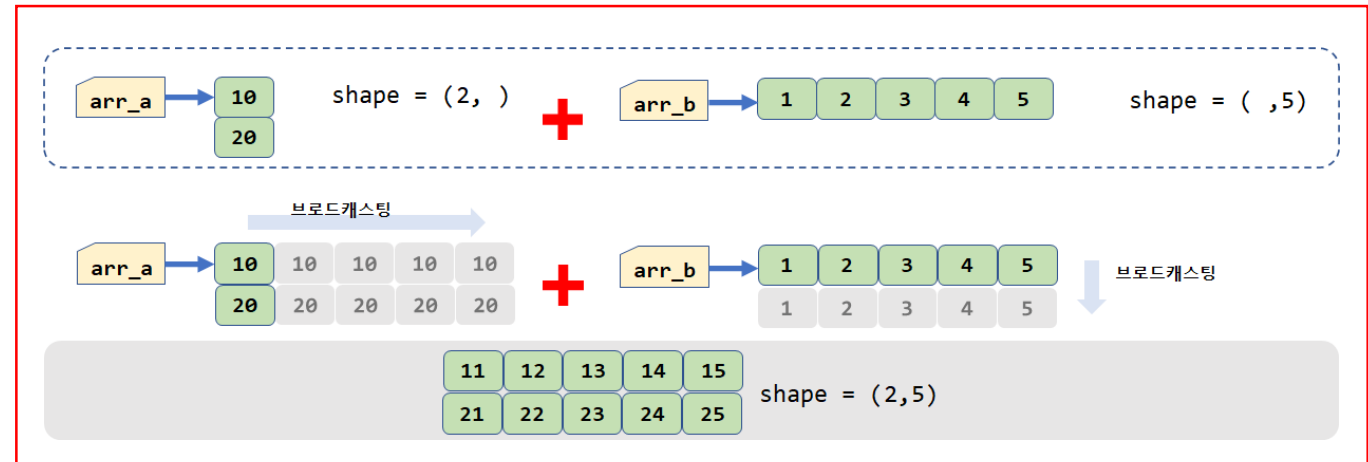 arr_a 10 shape = (2, ) + arr_b 1 2 3 4 5 shape = ( ,5)
20
브로드캐스팅
arr_a 10 10 10 10 10 + arr_b 1 2 3 4 5 브로드캐스팅
20 20 20 20 20 1 2 3 4 5
11 12 13 14 15 shape = (2,5)
21 22 23 24 25